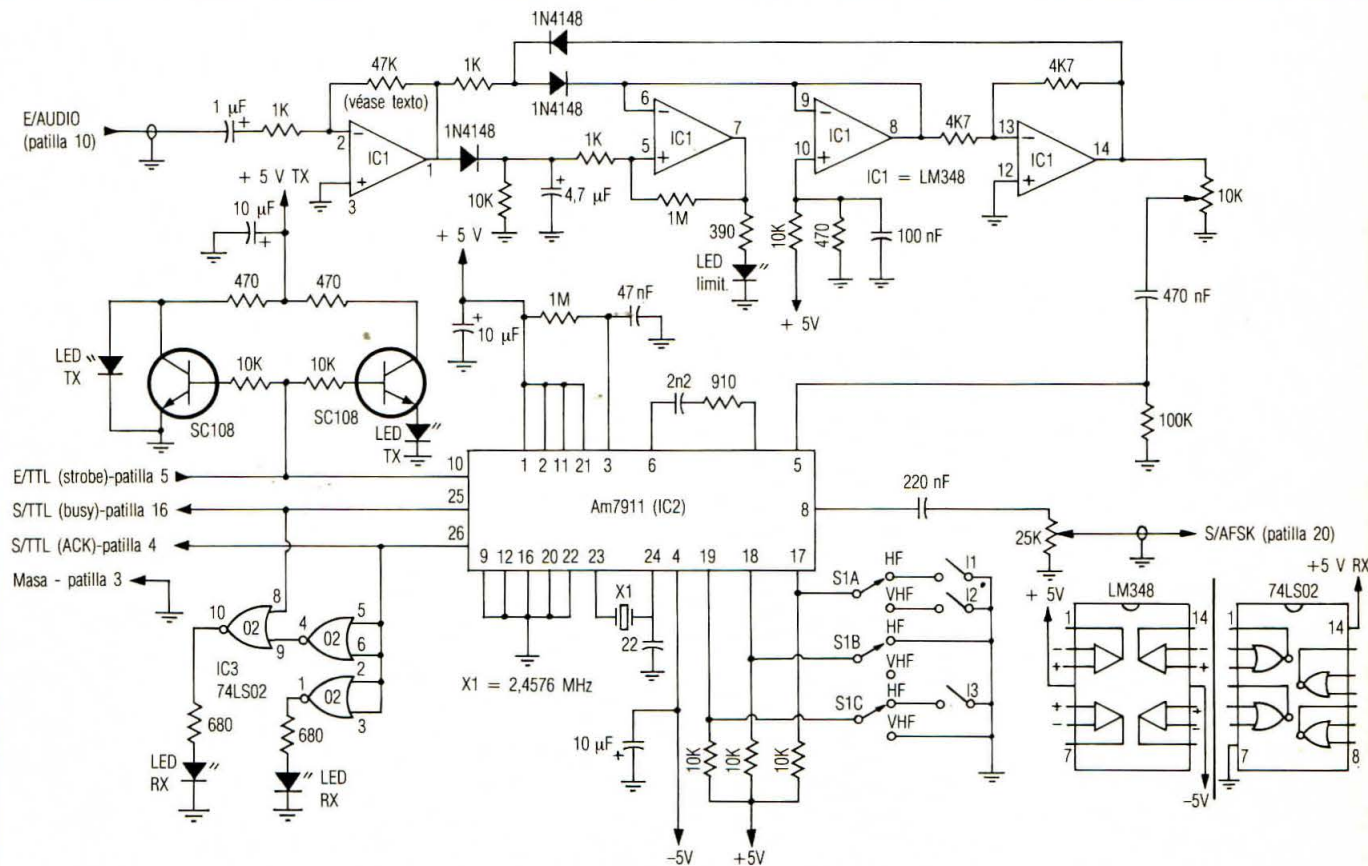 1N4148
47K
(véase texto)
1K
1N4148
4K7
E/AUDIO
(patilla 10)
1 µF
+
1K
2
−
+
3
IC1
1
1N4148
10K
+
4,7 µF
1K
6
−
5
+
IC1
7
1M
390
LED
limit.
9
−
10
+
IC1
8
IC1 = LM348
10K
470
100 nF
+ 5V
4K7
13
−
12
+
IC1
14
10K
470 nF
100K
+ 5 V TX
10 µF
+
470
470
LED
TX
10K
10K
SC108
SC108
LED
TX
+ 5 V
+
10 µF
1M
47 nF
2n2
910
E/TTL (strobe)-patilla 5
S/TTL (busy)-patilla 16
S/TTL (ACK)-patilla 4
Masa - patilla 3
10
25
26
1
2
11
21
3
6
5
8
Am7911 (IC2)
9
12
16
20
22
23
24
4
19
18
17
220 nF
25K
S/AFSK (patilla 20)
X1
22
X1 = 2,4576 MHz
10 µF
+
10K
10K
10K
−5V
+5V
S1A
HF
VHF
I1
I2
S1B
HF
VHF
S1C
HF
VHF
I3
10
8
9
02
4
5
6
02
1
2
3
02
IC3
74LS02
680
680
LED
RX
LED
RX
+ 5V
LM348
1
14
−
+
−
+
+
−
+
−
7
−5V
+5 V RX
74LS02
1
14
7
8